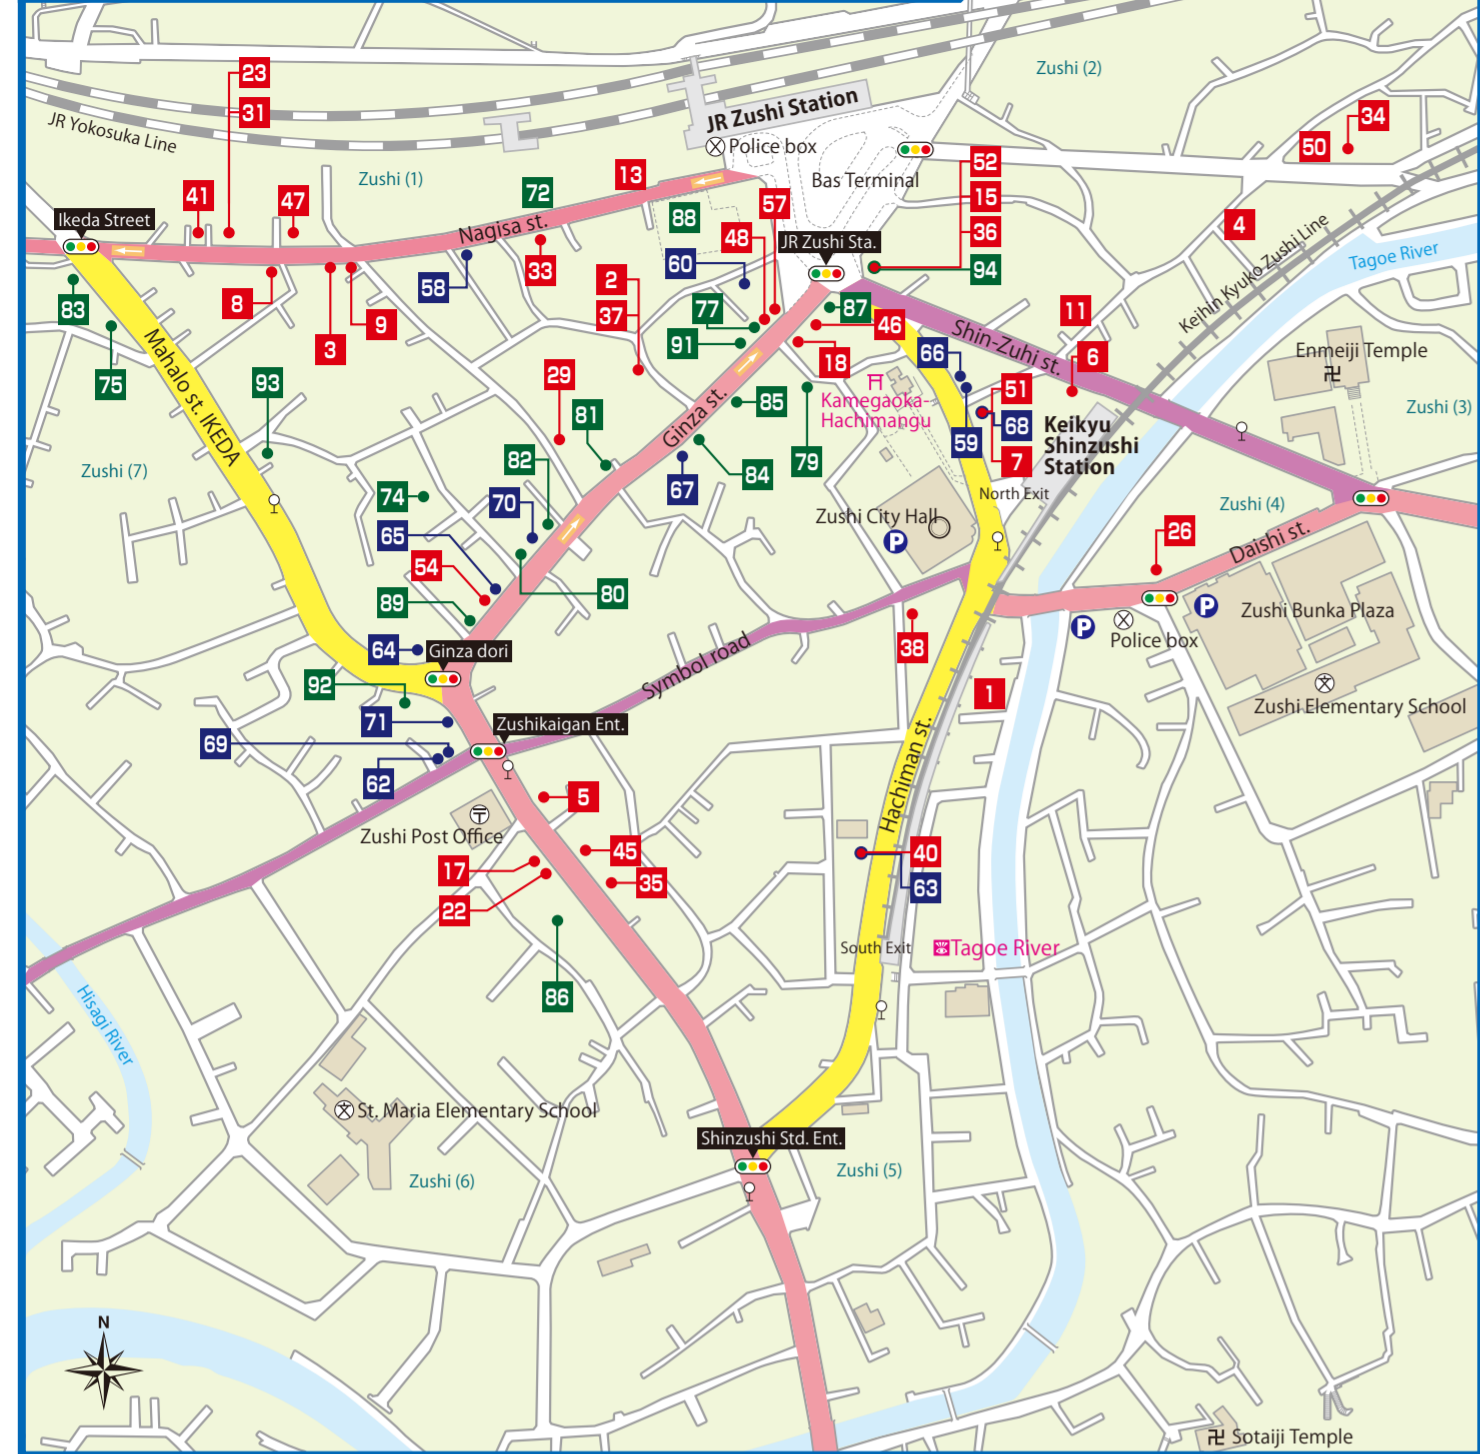 Zushi (2)
23
31
JR Yokosuka Line
JR Zushi Station
Police box
34
50
52
Bas Terminal
Zushi (1)
72
13
15
41
47
57
88
36
4
Ikeda Street
Nagisa st.
48
JR Zushi Sta.
Tagoe River
Keihin Kyuko Zushi Line
33
60
94
2
58
83
8
37
77
87
46
11
3
9
91
18
Shin-Zuhi st.
66
6
Enmeiji Temple
卍
75
Mahalo st. IKEDA
93
29
Kamegaoka-
Hachimangu
51
85
Ginza st.
81
68
Keikyu
Shinzushi
Station
59
Zushi (3)
82
84
79
7
Zushi (7)
67
74
70
North Exit
Zushi (4)
Zushi City Hall
P
65
26
Daishi st.
54
80
89
P
Zushi Bunka Plaza
P
Police box
64
Ginza dori
38
Symbol road
92
1
文
Zushi Elementary School
71
Zushikaigan Ent.
69
62
Hachiman st.
5
〒
Zushi Post Office
45
40
17
35
63
22
South Exit
Tagoe River
86
Hisagi River
文
St. Maria Elementary School
Shinzushi Std. Ent.
Zushi (5)
Zushi (6)
N
卍 Sotaiji Temple